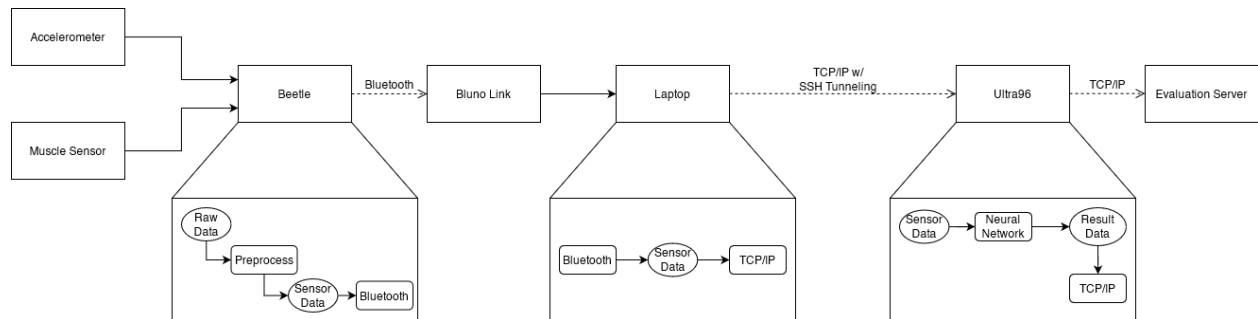 Accelerometer
Muscle Sensor
Beetle
Bluetooth
Bluno Link
Laptop
TCP/IP w/
SSH Tunneling
Ultra96
TCP/IP
Evaluation Server
Raw
Data
Preprocess
Sensor
Data
Bluetooth
Bluetooth
Sensor
Data
TCP/IP
Sensor
Data
Neural
Network
Result
Data
TCP/IP